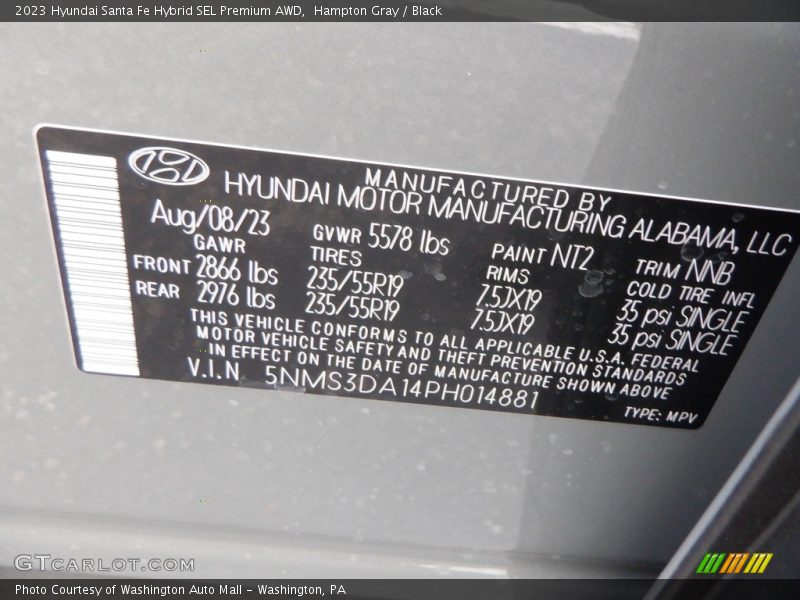 2023 Hyundai Santa Fe Hybrid SEL Premium AWD, Hampton Gray / Black
MANUFACTURED BY
HYUNDAI MOTOR MANUFACTURING ALABAMA, LLC
Aug/08/23 GVWR 5578 lbs PAINT NT2 TRIM NNB
GAWR TIRES RIMS COLD TIRE INFL
FRONT 2866 lbs 235/55R19 7.5JX19 35 psi SINGLE
REAR 2976 lbs 235/55R19 7.5JX19 35 psi SINGLE
THIS VEHICLE CONFORMS TO ALL APPLICABLE U.S.A. FEDERAL
MOTOR VEHICLE SAFETY AND THEFT PREVENTION STANDARDS
IN EFFECT ON THE DATE OF MANUFACTURE SHOWN ABOVE
V.I.N 5NMS3DA14PH014881
TYPE: MPV
GTCARLOT.COM
Photo Courtesy of Washington Auto Mall - Washington, PA